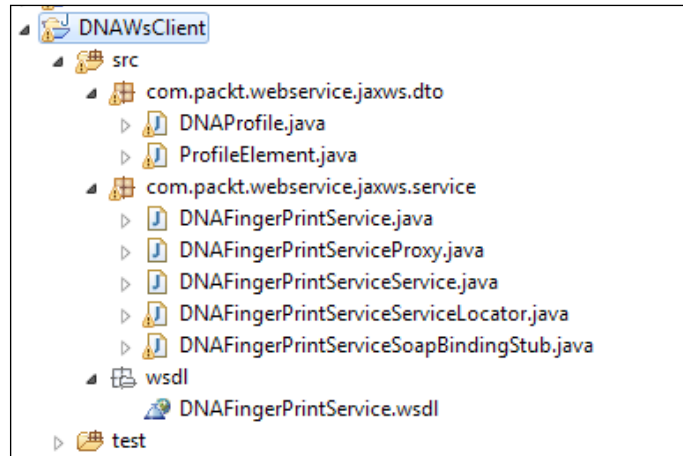 DNAWsClient
src
com.packt.webservice.jaxws.dto
DNAProfile.java
ProfileElement.java
com.packt.webservice.jaxws.service
DNAFingerPrintService.java
DNAFingerPrintServiceProxy.java
DNAFingerPrintServiceService.java
DNAFingerPrintServiceServiceLocator.java
DNAFingerPrintServiceSoapBindingStub.java
wsdl
DNAFingerPrintService.wsdl
test